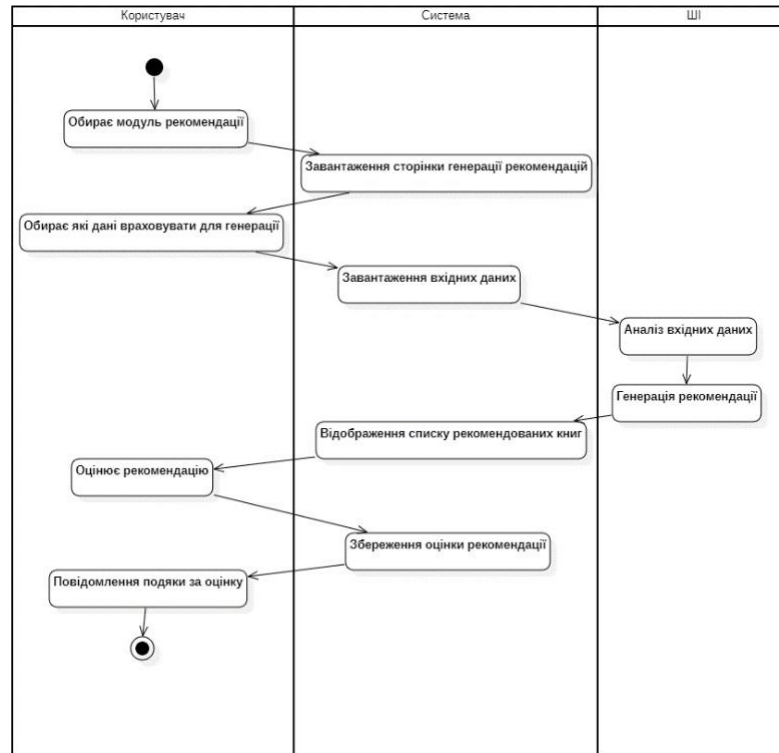 Користувач
Система
ШІ
Обирає модуль рекомендації
Завантаження сторінки генерації рекомендацій
Обирає які дані враховувати для генерації
Завантаження вхідних даних
Аналіз вхідних даних
Генерація рекомендації
Відображення списку рекомендованих книг
Оцінює рекомендацію
Збереження оцінки рекомендації
Повідомлення подяки за оцінку